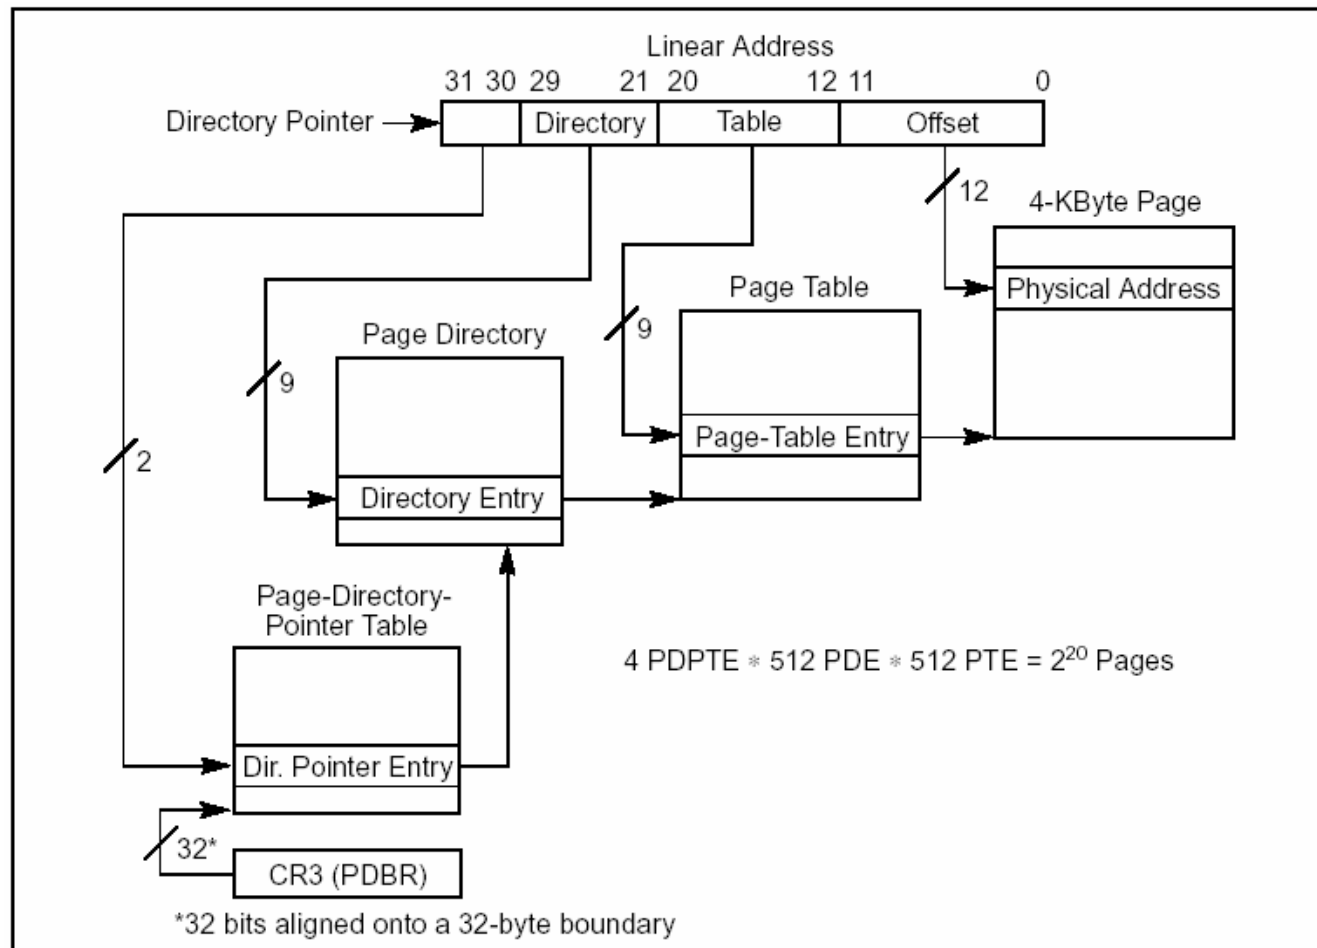 Linear Address
31 30 29 21 20 12 11 0
Directory Pointer
Directory Table Offset
12
4-KByte Page
Physical Address
Page Table
9
Page-Table Entry
Page Directory
9
Directory Entry
2
Page-Directory-
Pointer Table
4 PDPTE * 512 PDE * 512 PTE = 2²⁰ Pages
Dir. Pointer Entry
32*
CR3 (PDBR)
*32 bits aligned onto a 32-byte boundary